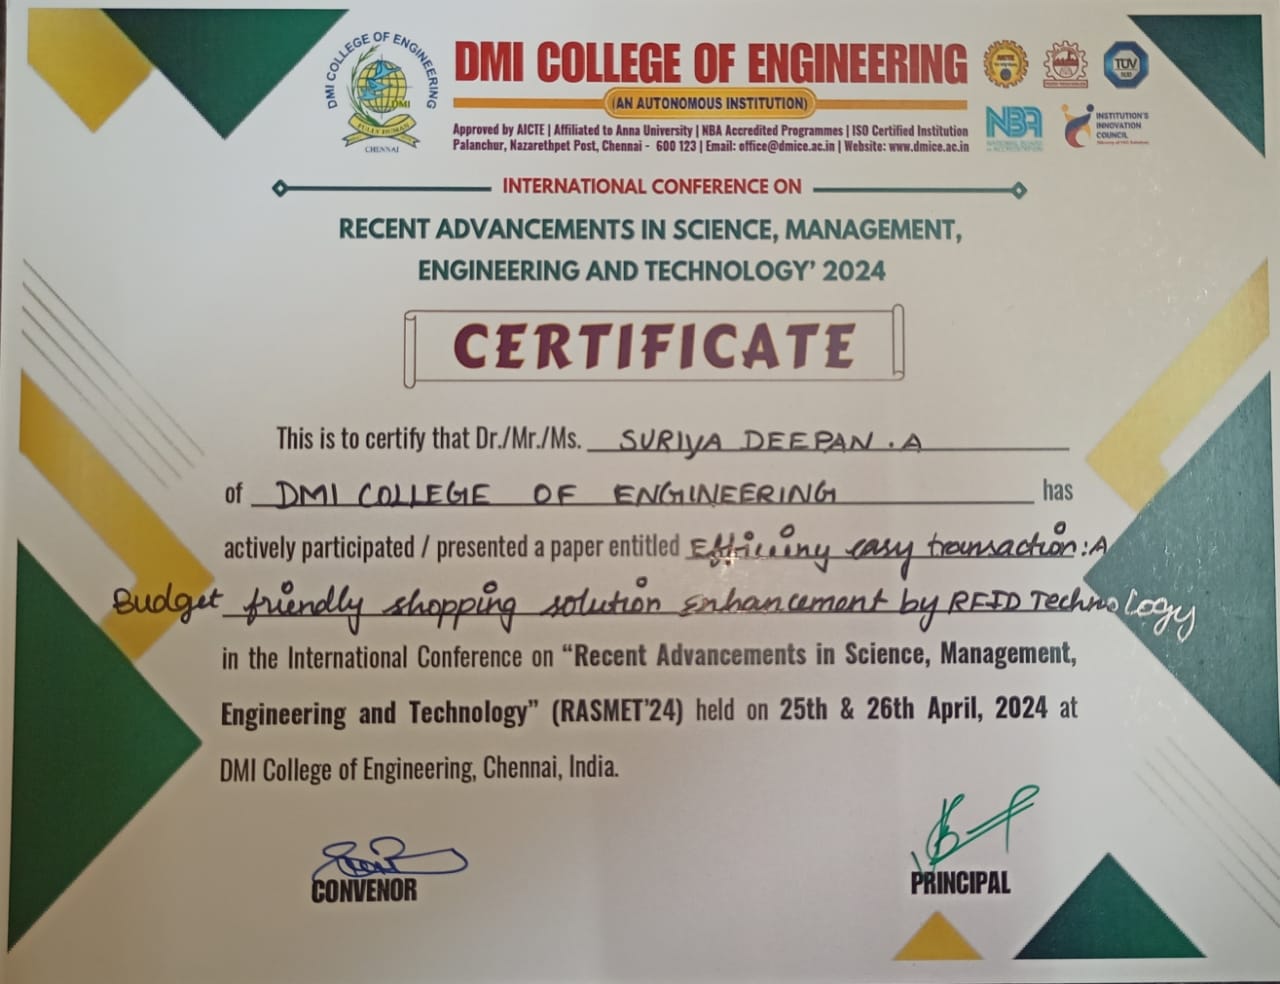 DMI COLLEGE OF ENGINEERING
DMI
FULLY HUMAN
CHENNAI
DMI COLLEGE OF ENGINEERING
(AN AUTONOMOUS INSTITUTION)
Approved by AICTE | Affiliated to Anna University | NBA Accredited Programmes | ISO Certified Institution
Palanchur, Nazarethpet Post, Chennai - 600 123 | Email: office@dmice.ac.in | Website: www.dmice.ac.in
TÜV
SÜD
NBA
NATIONAL BOARD
INSTITUTION'S
INNOVATION
COUNCIL
INTERNATIONAL CONFERENCE ON
RECENT ADVANCEMENTS IN SCIENCE, MANAGEMENT,
ENGINEERING AND TECHNOLOGY' 2024
CERTIFICATE
This is to certify that Dr./Mr./Ms. SURIYA DEEPAN . A
of DMI COLLEGE OF ENGINEERING has
actively participated / presented a paper entitled easy transaction : A
Budget friendly shopping solution Enhancement by RFID Technology
in the International Conference on “Recent Advancements in Science, Management,
Engineering and Technology” (RASMET'24) held on 25th & 26th April, 2024 at
DMI College of Engineering, Chennai, India.
CONVENOR
PRINCIPAL